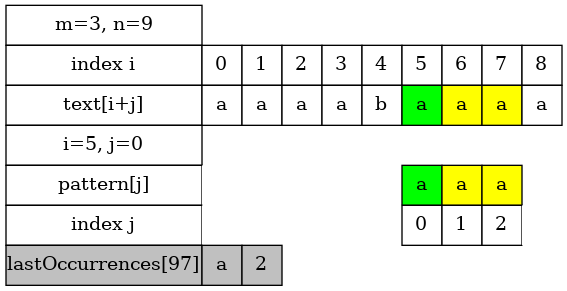 m=3, n=9
index i 0 1 2 3 4 5 6 7 8
text[i+j] a a a a b a a a a
i=5, j=0
pattern[j] a a a
index j 0 1 2
lastOccurrences[97] a 2